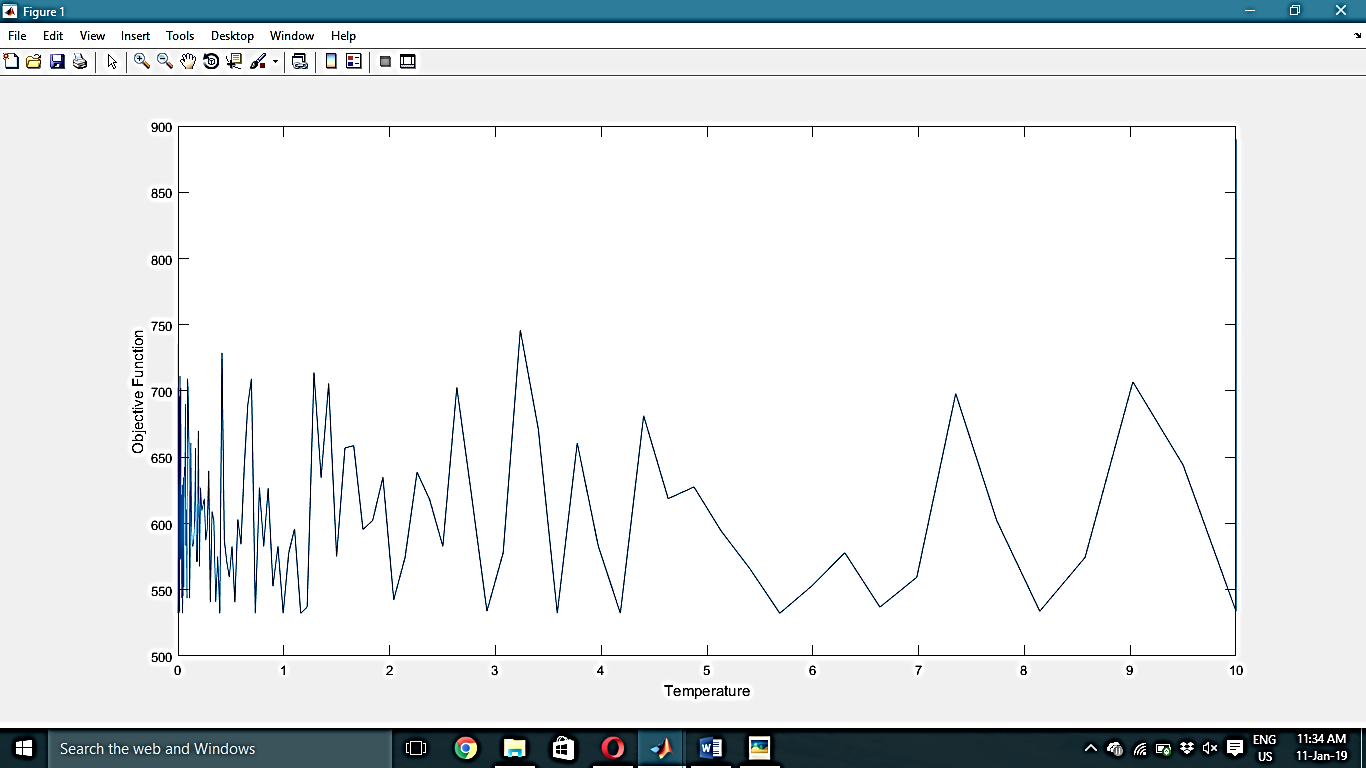 Figure 1
File Edit View Insert Tools Desktop Window Help
900
850
800
750
700
650
600
550
500
Objective Function
0 1 2 3 4 5 6 7 8 9 10
Temperature
Search the web and Windows
ENG
US
11:34 AM
11-Jan-19